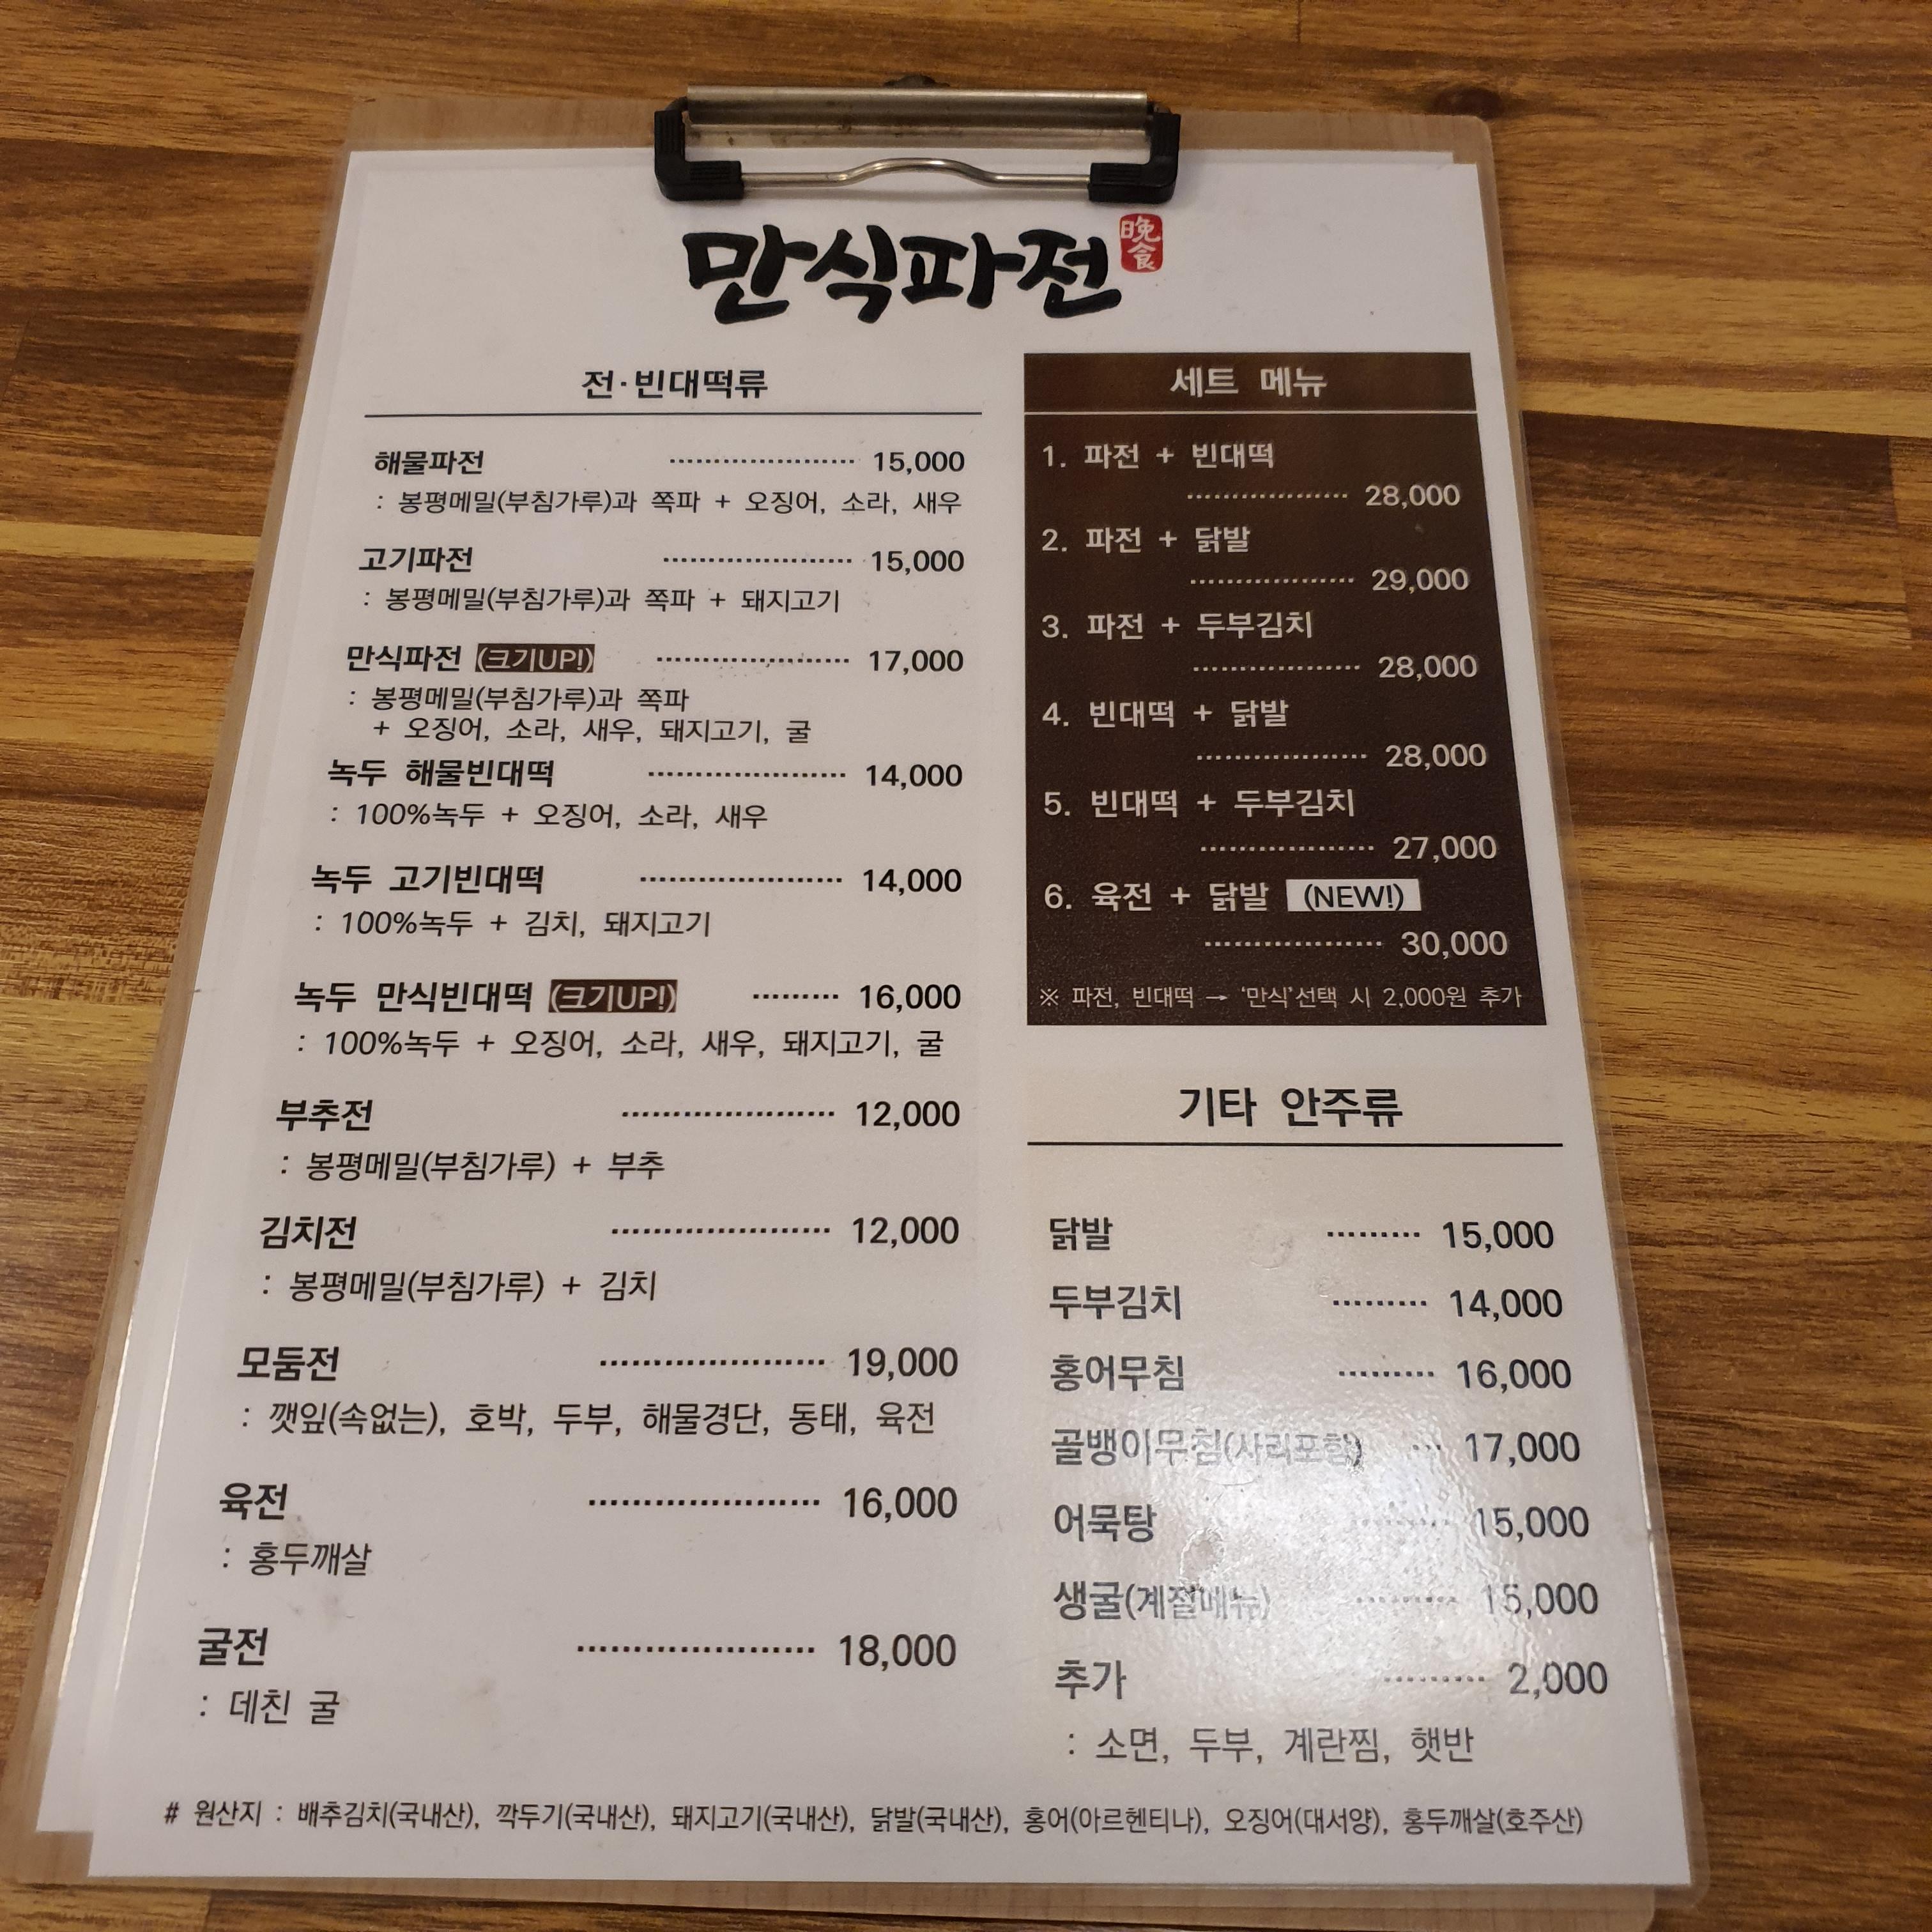 만식파전
晩食
전·빈대떡류
해물파전 ····················· 15,000
: 봉평메밀(부침가루)과 쪽파 + 오징어, 소라, 새우
고기파전 ····················· 15,000
: 봉평메밀(부침가루)과 쪽파 + 돼지고기
만식파전 (크기UP!) ····················· 17,000
: 봉평메밀(부침가루)과 쪽파
+ 오징어, 소라, 새우, 돼지고기, 굴
녹두 해물빈대떡 ····················· 14,000
: 100%녹두 + 오징어, 소라, 새우
녹두 고기빈대떡 ····················· 14,000
: 100%녹두 + 김치, 돼지고기
녹두 만식빈대떡 (크기UP!) ········· 16,000
: 100%녹두 + 오징어, 소라, 새우, 돼지고기, 굴
부추전 ····················· 12,000
: 봉평메밀(부침가루) + 부추
김치전 ····················· 12,000
: 봉평메밀(부침가루) + 김치
모둠전 ····················· 19,000
: 깻잎(속없는), 호박, 두부, 해물경단, 동태, 육전
육전 ····················· 16,000
: 홍두깨살
굴전 ····················· 18,000
: 데친 굴
세트 메뉴
1. 파전 + 빈대떡
·················· 28,000
2. 파전 + 닭발
·················· 29,000
3. 파전 + 두부김치
·················· 28,000
4. 빈대떡 + 닭발
·················· 28,000
5. 빈대떡 + 두부김치
·················· 27,000
6. 육전 + 닭발 (NEW!)
·················· 30,000
※ 파전, 빈대떡 → '만식'선택 시 2,000원 추가
기타 안주류
닭발 ········· 15,000
두부김치 ········· 14,000
홍어무침 ········· 16,000
골뱅이무침(사리포함) ··· 17,000
어묵탕 ········· 15,000
생굴(계절메뉴) ········· 15,000
추가 ········· 2,000
: 소면, 두부, 계란찜, 햇반
# 원산지 : 배추김치(국내산), 깍두기(국내산), 돼지고기(국내산), 닭발(국내산), 홍어(아르헨티나), 오징어(대서양), 홍두깨살(호주산)